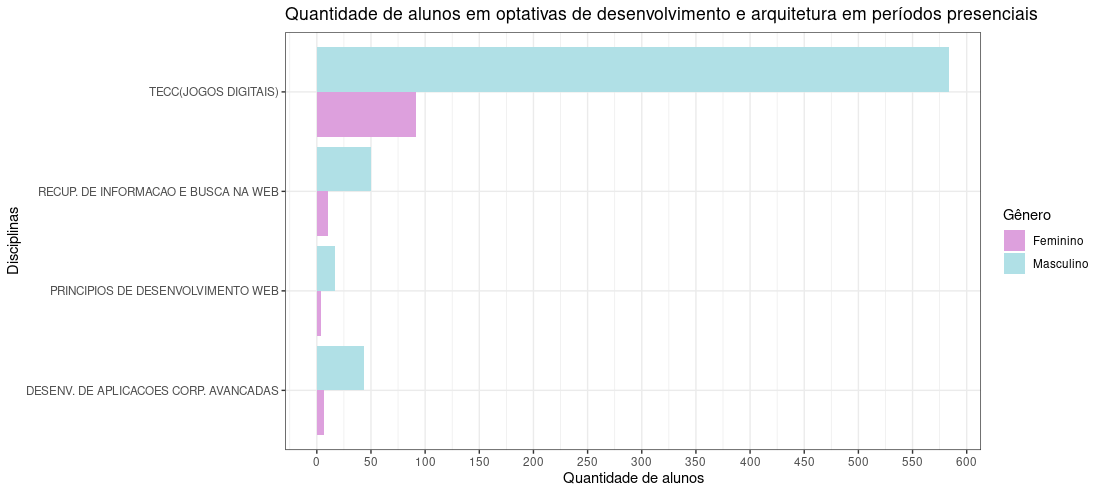 Quantidade de alunos em optativas de desenvolvimento e arquitetura em períodos presenciais
Disciplinas
TECC(JOGOS DIGITAIS)
RECUP. DE INFORMACAO E BUSCA NA WEB
PRINCIPIOS DE DESENVOLVIMENTO WEB
DESENV. DE APLICACOES CORP. AVANCADAS
0 50 100 150 200 250 300 350 400 450 500 550 600
Quantidade de alunos
Gênero
Feminino
Masculino